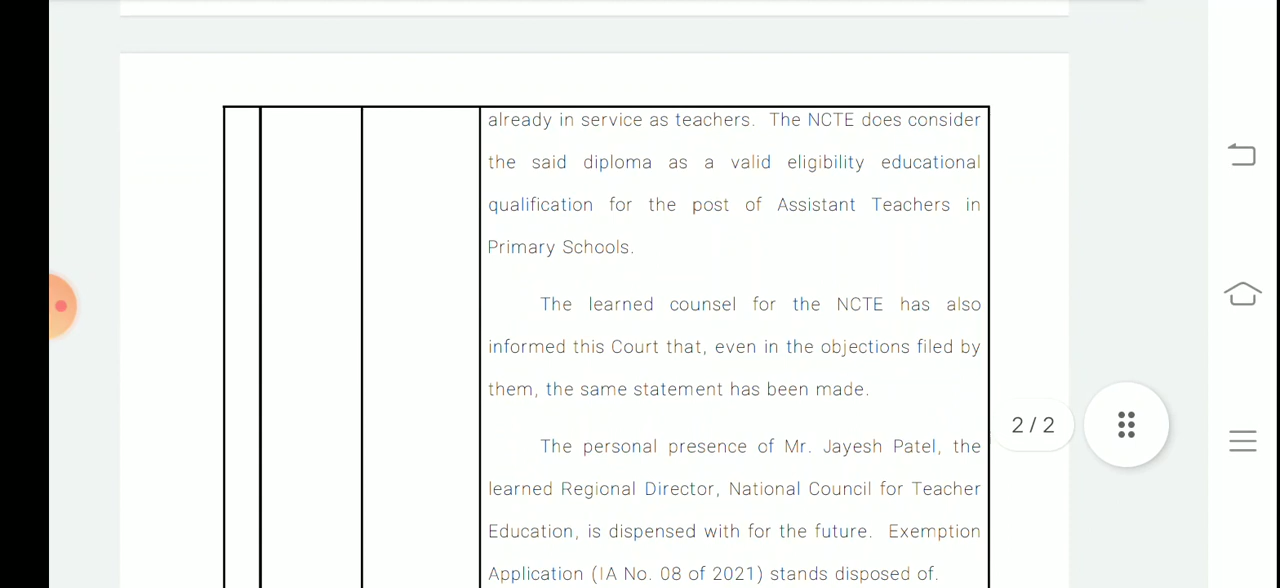 already in service as teachers. The NCTE does consider
the said diploma as a valid eligibility educational
qualification for the post of Assistant Teachers in
Primary Schools.
The learned counsel for the NCTE has also
informed this Court that, even in the objections filed by
them, the same statement has been made.
2 / 2
The personal presence of Mr. Jayesh Patel, the
learned Regional Director, National Council for Teacher
Education, is dispensed with for the future. Exemption
Application (IA No. 08 of 2021) stands disposed of.